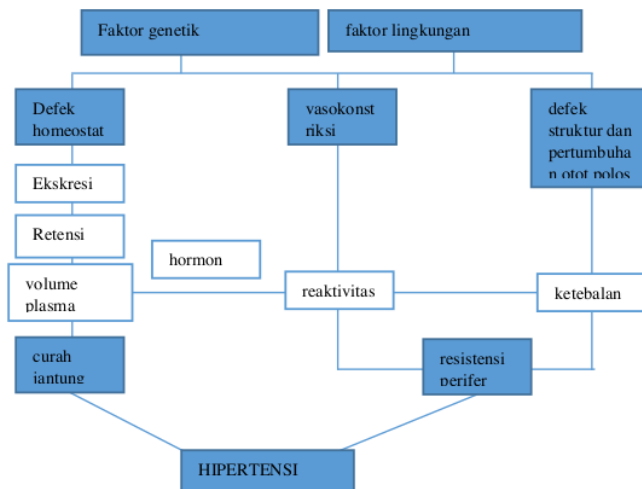 Faktor genetik
faktor lingkungan
Defek
homeostat
vasokonst
riksi
defek
struktur dan
pertumbuha
n otot polos
Ekskresi
Retensi
hormon
volume
plasma
reaktivitas
ketebalan
curah
jantung
resistensi
perifer
HIPERTENSI